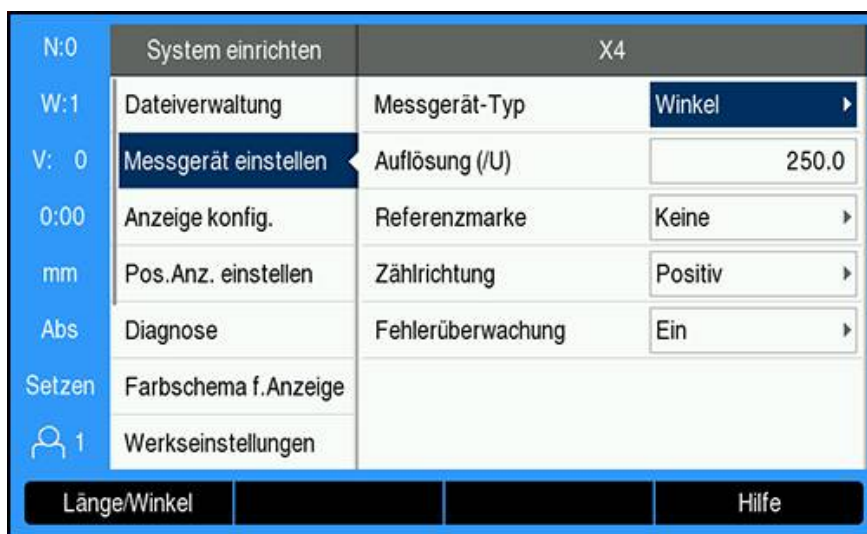 N:0
System einrichten
X4
W:1
Dateiverwaltung
Messgerät-Typ
Winkel
V: 0
Messgerät einstellen
Auflösung (/U)
250.0
0:00
Anzeige konfig.
Referenzmarke
Keine
mm
Pos.Anz. einstellen
Zählrichtung
Positiv
Abs
Diagnose
Fehlerüberwachung
Ein
Setzen
Farbschema f.Anzeige
1
Werkseinstellungen
Länge/Winkel
Hilfe